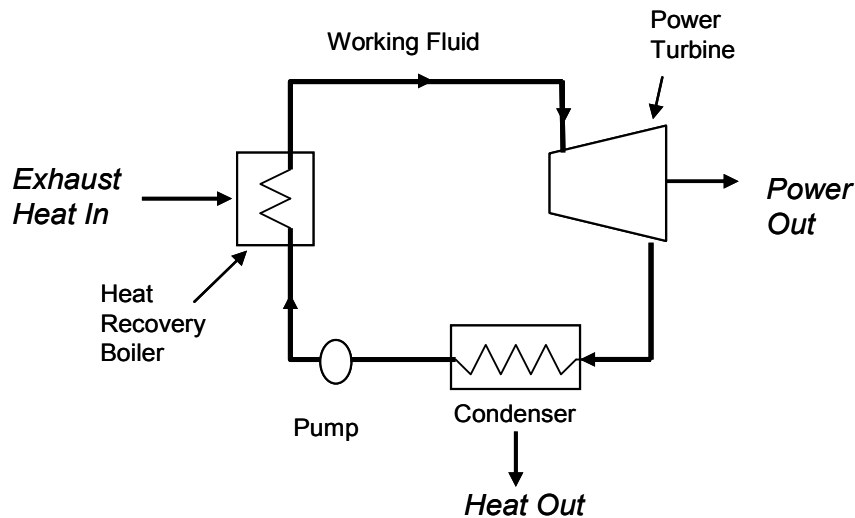 Power
Turbine
Working Fluid
Exhaust
Heat In
Power
Out
Heat
Recovery
Boiler
Pump
Condenser
Heat Out